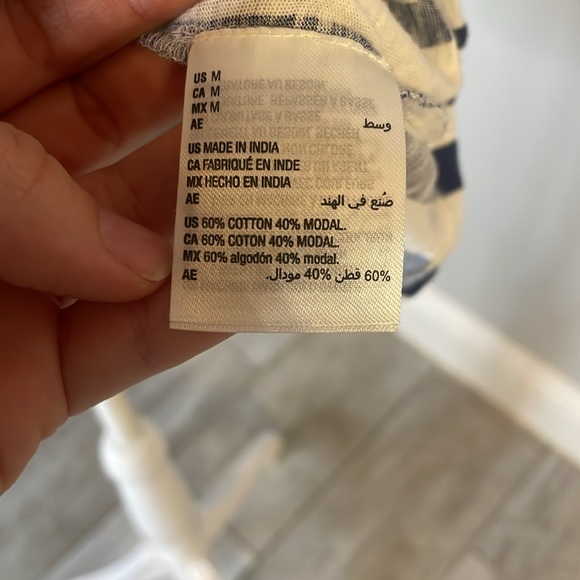 US M
CA M
MX M
AE وسط
US MADE IN INDIA
CA FABRIQUÉ EN INDE
MX HECHO EN INDIA
AE صُنع في الهند
US 60% COTTON 40% MODAL.
CA 60% COTON 40% MODAL.
MX 60% algodón 40% modal.
AE 60% قطن 40% مودال.